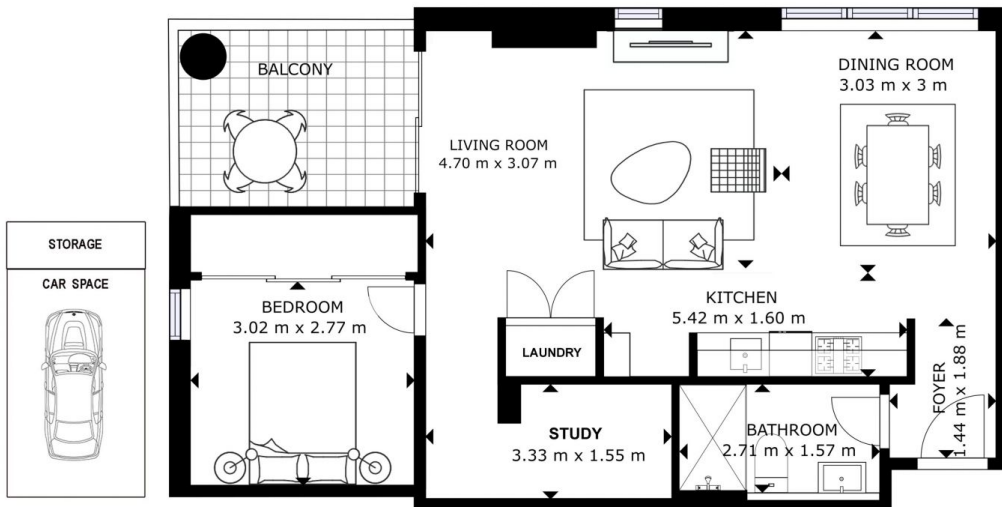 BALCONY
DINING ROOM
3.03 m x 3 m
LIVING ROOM
4.70 m x 3.07 m
STORAGE
CAR SPACE
BEDROOM
3.02 m x 2.77 m
KITCHEN
5.42 m x 1.60 m
LAUNDRY
FOYER
1.44 m x 1.88 m
STUDY
3.33 m x 1.55 m
BATHROOM
2.71 m x 1.57 m